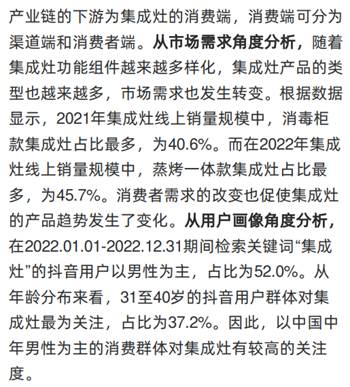 产业链的下游为集成灶的消费端，消费端可分为
渠道端和消费者端。从市场需求角度分析，随着
集成灶功能组件越来越多样化，集成灶产品的类
型也越来越多，市场需求也发生转变。根据数据
显示，2021年集成灶线上销量规模中，消毒柜
款集成灶占比最多，为40.6%。而在2022年集成
灶线上销量规模中，蒸烤一体款集成灶占比最
多，为45.7%。消费者需求的改变也促使集成灶
的产品趋势发生了变化。从用户画像角度分析，
在2022.01.01-2022.12.31期间检索关键词“集成
灶”的抖音用户以男性为主，占比为52.0%。从
年龄分布来看，31至40岁的抖音用户群体对集
成灶最为关注，占比为37.2%。因此，以中国中
年男性为主的消费群体对集成灶有较高的关注
度。